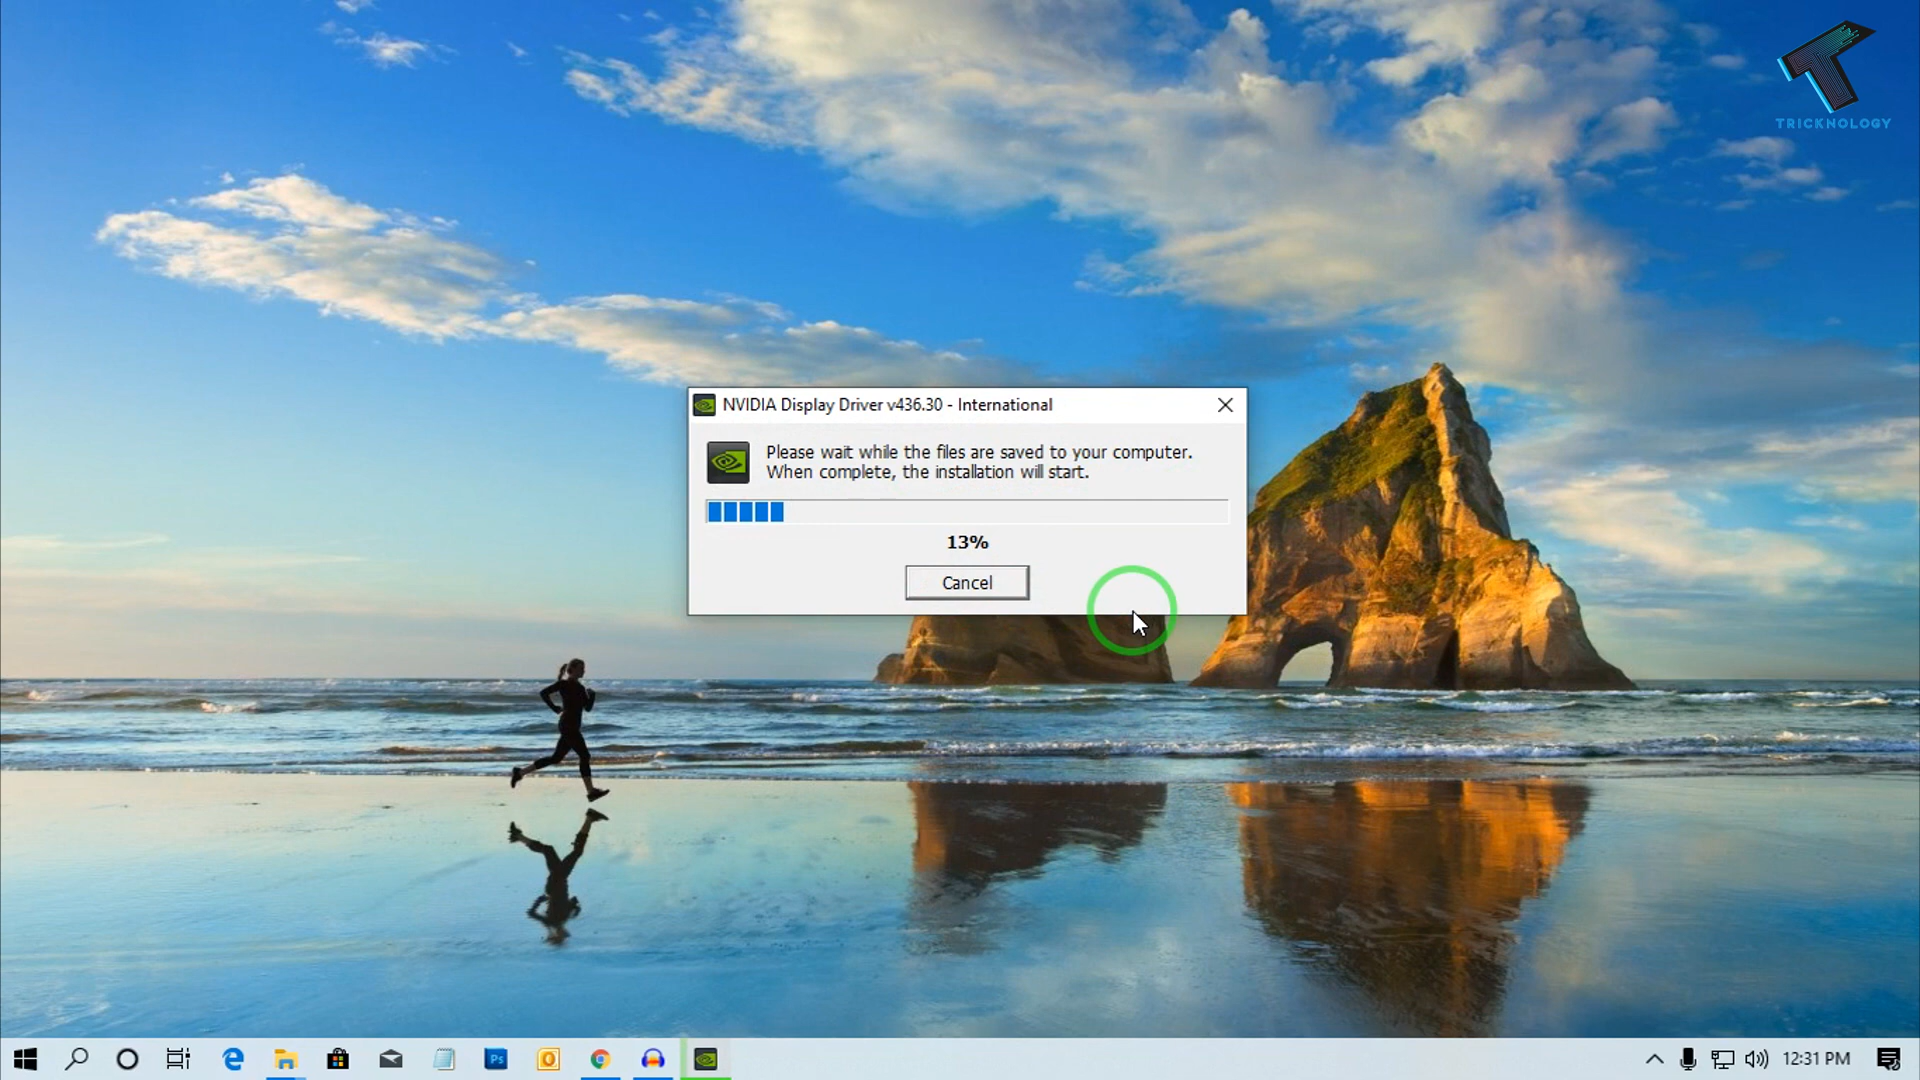 TRICKNOLOGY
NVIDIA Display Driver v436.30 - International
Please wait while the files are saved to your computer.
When complete, the installation will start.
13%
Cancel
Ps
12:31 PM